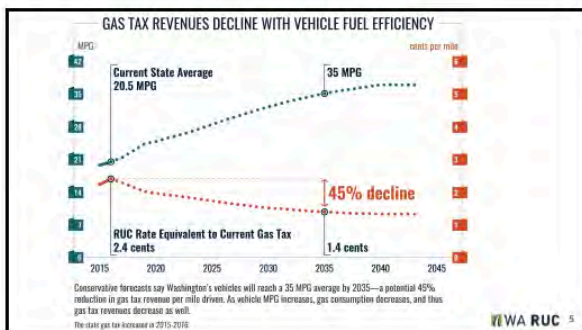 GAS TAX REVENUES DECLINE WITH VEHICLE FUEL EFFICIENCY
MPG
cents per mile
42
35
28
21
14
7
0
6
5
4
3
2
1
0
Current State Average
20.5 MPG
35 MPG
45% decline
RUC Rate Equivalent to Current Gas Tax
2.4 cents
1.4 cents
2015 2020 2025 2030 2035 2040 2045
Conservative forecasts say Washington's vehicles will reach a 35 MPG average by 2035—a potential 45%
reduction in gas tax revenue per mile driven. As vehicle MPG increases, gas consumption decreases, and thus
gas tax revenues decrease as well.
The state gas tax increased in 2015-2016.
WA RUC 5